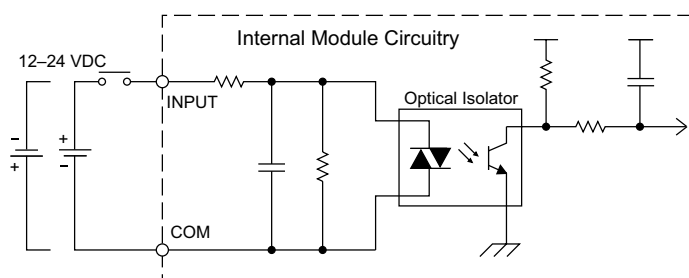 Internal Module Circuitry
12–24 VDC
INPUT
Optical Isolator
-
+
+
-
COM